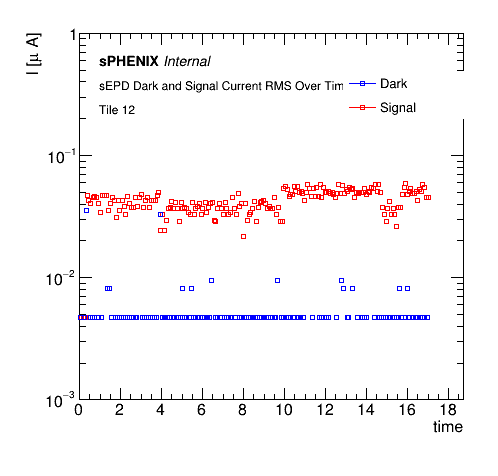 I [μ A]
1
sPHENIX Internal
sEPD Dark and Signal Current RMS Over Tim
Tile 12
Dark
Signal
10⁻¹
10⁻²
10⁻³
0 2 4 6 8 10 12 14 16 18
time